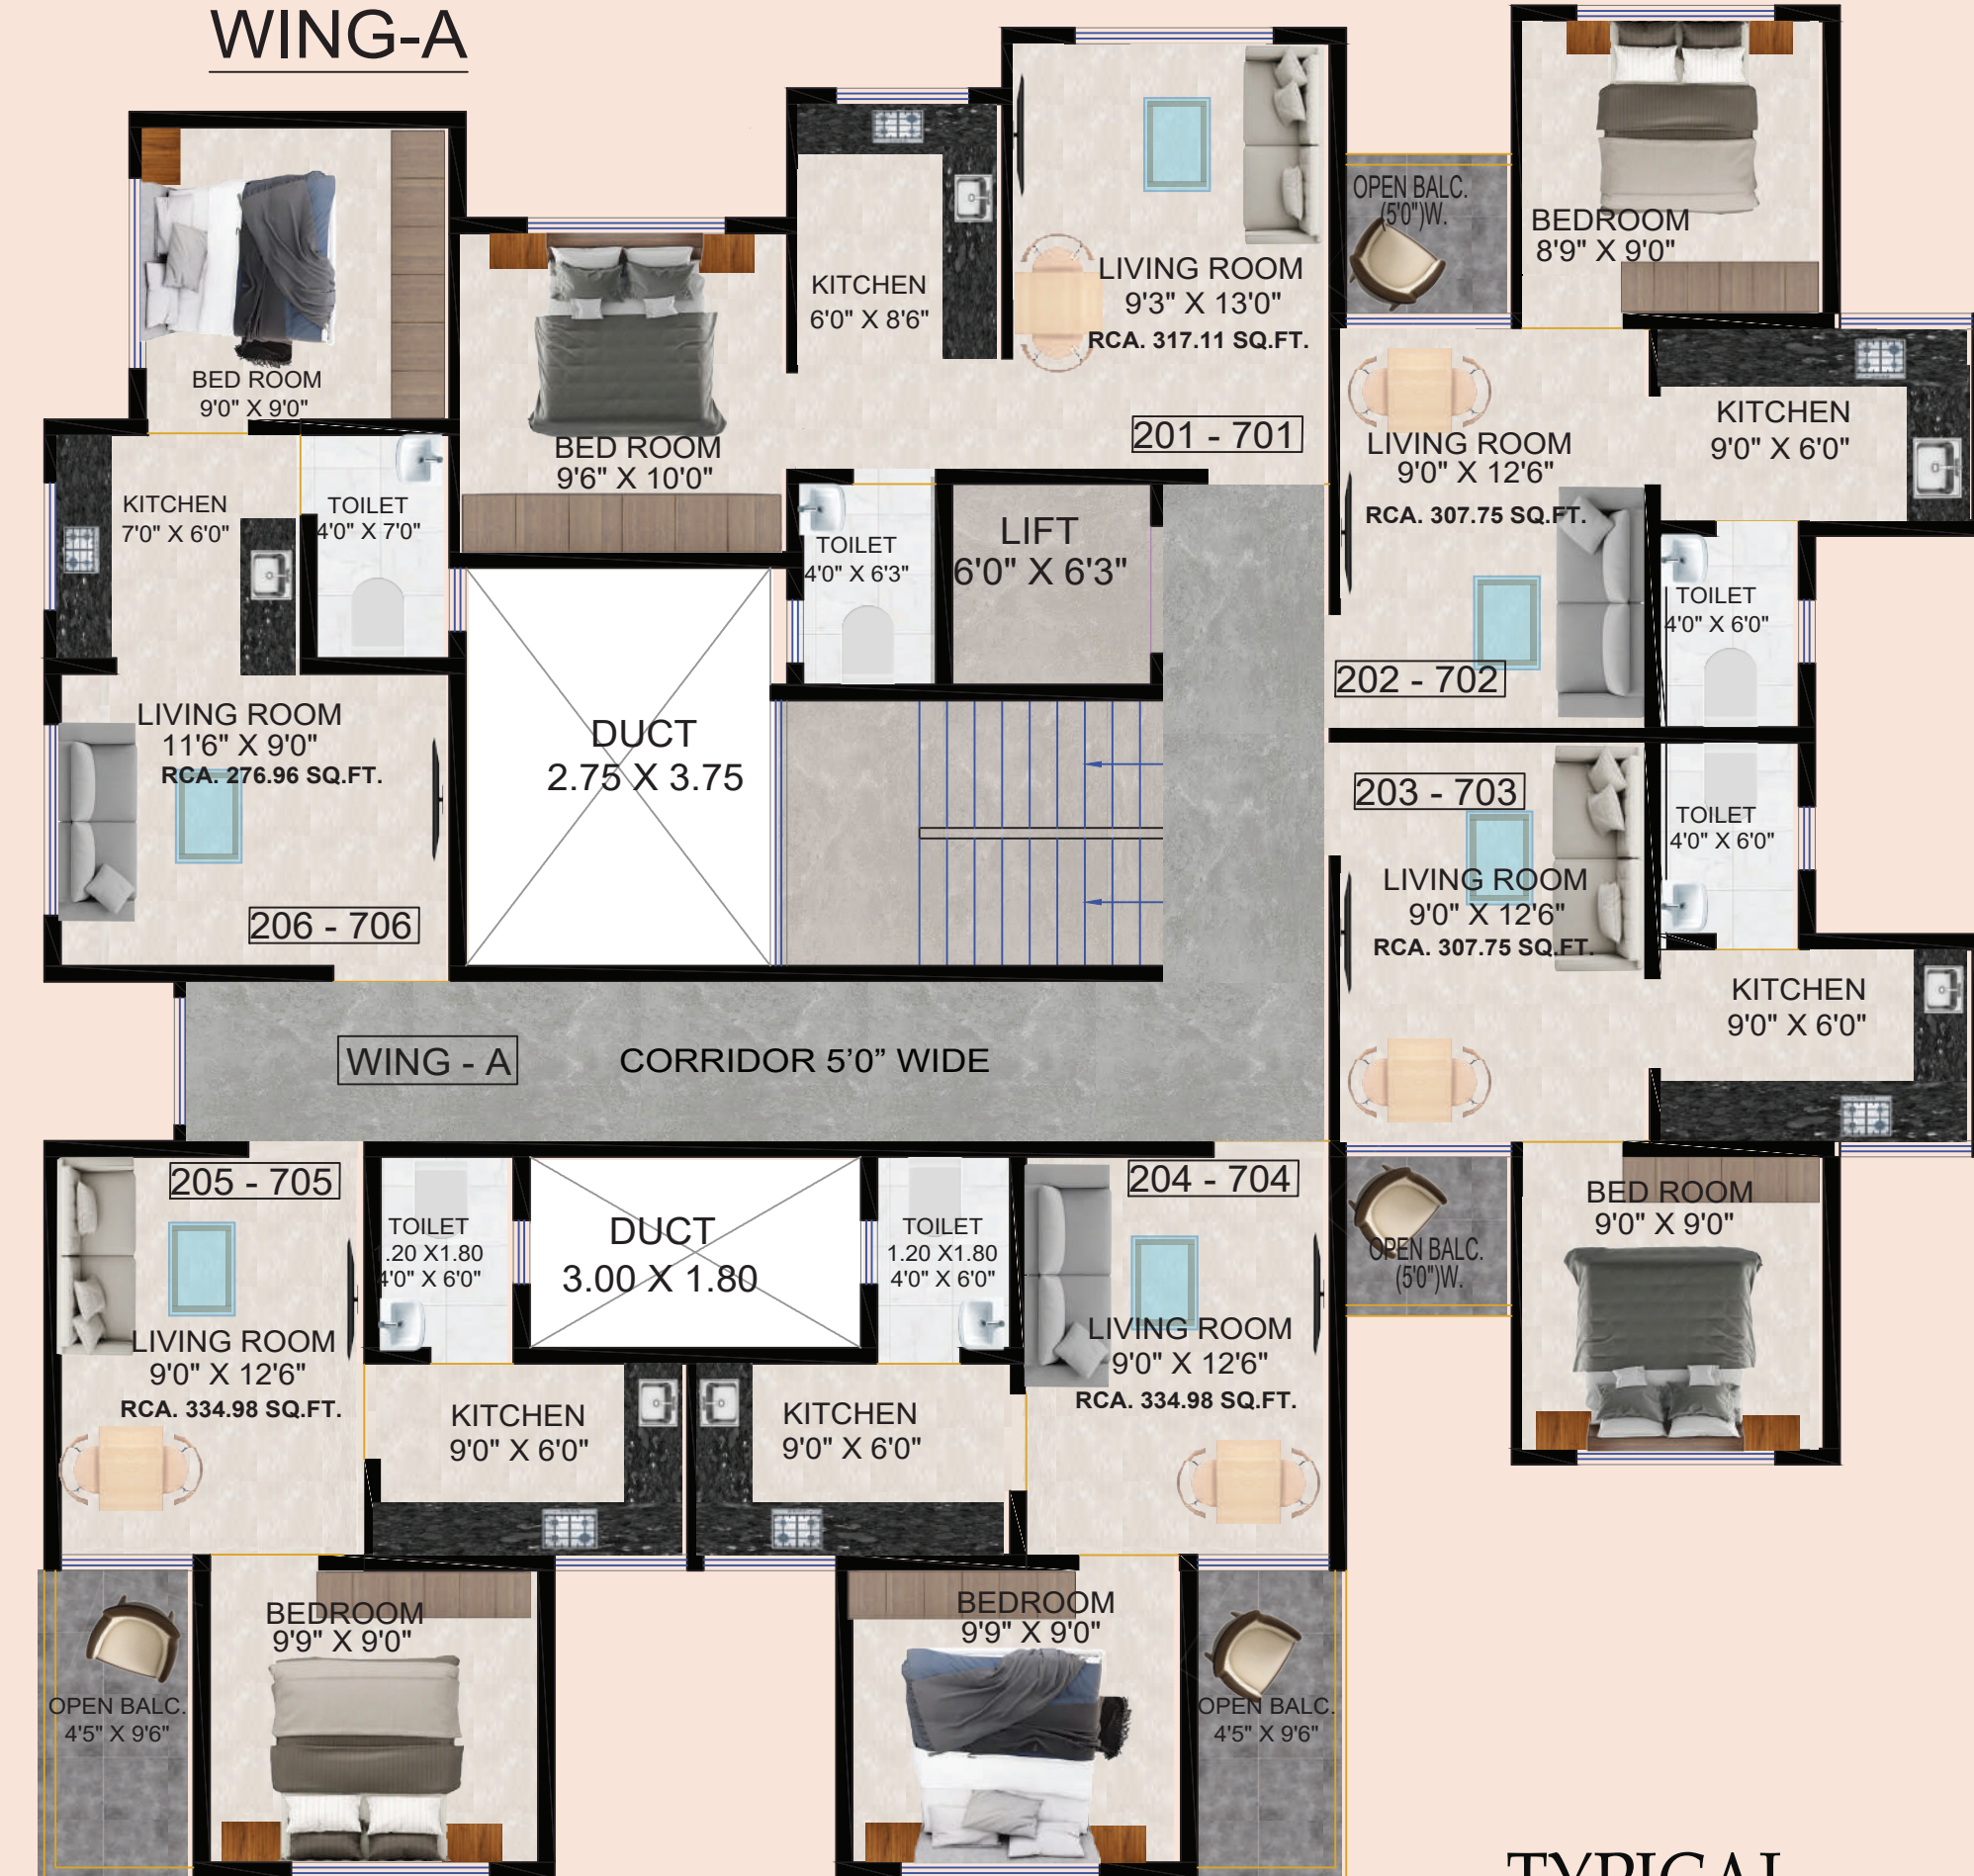 WING-A
BED ROOM
9'0" X 9'0"
BED ROOM
9'6" X 10'0"
KITCHEN
6'0" X 8'6"
LIVING ROOM
9'3" X 13'0"
RCA. 317.11 SQ.FT.
201 - 701
OPEN BALC.
(5'0")W.
BEDROOM
8'9" X 9'0"
LIVING ROOM
9'0" X 12'6"
RCA. 307.75 SQ.FT.
KITCHEN
9'0" X 6'0"
TOILET
4'0" X 6'0"
202 - 702
KITCHEN
7'0" X 6'0"
TOILET
4'0" X 7'0"
TOILET
4'0" X 6'3"
LIFT
6'0" X 6'3"
LIVING ROOM
11'6" X 9'0"
RCA. 276.96 SQ.FT.
206 - 706
DUCT
2.75 X 3.75
203 - 703
TOILET
4'0" X 6'0"
LIVING ROOM
9'0" X 12'6"
RCA. 307.75 SQ.FT.
KITCHEN
9'0" X 6'0"
WING - A
CORRIDOR 5'0” WIDE
205 - 705
TOILET
.20 X1.80
4'0" X 6'0"
DUCT
3.00 X 1.80
TOILET
1.20 X1.80
4'0" X 6'0"
204 - 704
OPEN BALC.
(5'0")W.
BED ROOM
9'0" X 9'0"
LIVING ROOM
9'0" X 12'6"
RCA. 334.98 SQ.FT.
KITCHEN
9'0" X 6'0"
KITCHEN
9'0" X 6'0"
LIVING ROOM
9'0" X 12'6"
RCA. 334.98 SQ.FT.
BEDROOM
9'9" X 9'0"
BEDROOM
9'9" X 9'0"
OPEN BALC.
4'5" X 9'6"
OPEN BALC.
4'5" X 9'6"
TYPICAL